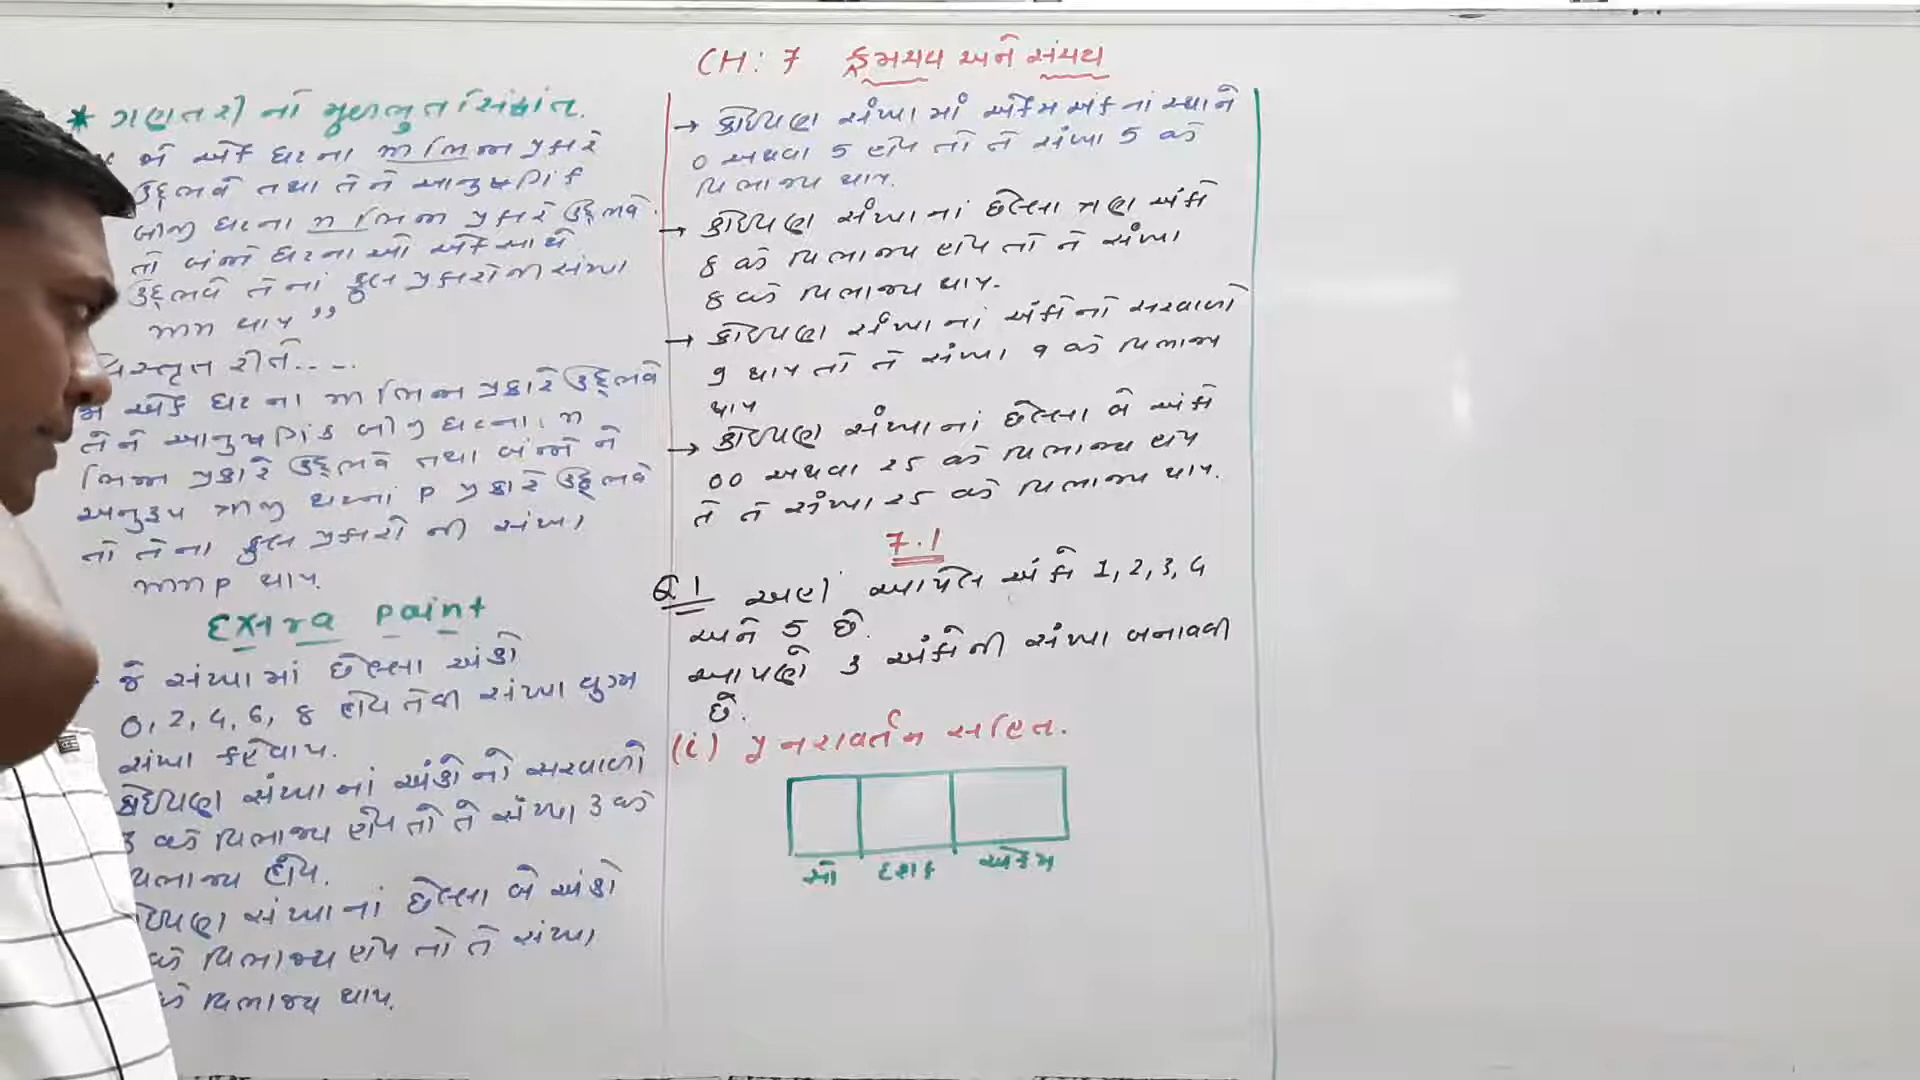 CH: 7 ક્રમચય અને સંચય
* ગણતરી નો મુળભુત સિધ્ધાંત.
જો એક ઘટના m ભિન્ન પ્રકારે
ઉદ્દ્ભવે તથા તેને આનુષંગિક
બીજી ઘટના n ભિન્ન પ્રકારે ઉદ્દ્ભવે.
તો બંન્ને ઘટના ઓ એક સાથે
ઉદ્દ્ભવે તેનાં કુલ પ્રકારોની સંખ્યા
mn થાય ”
વિસ્તૃત રીતે....
જો એક ઘટના m ભિન્ન પ્રકારે ઉદ્દ્ભવે
તેને આનુષંગિક બીજી ઘટના n
ભિન્ન પ્રકારે ઉદ્દ્ભવે તથા બંન્ને ને
અનુરૂપ ત્રીજી ઘટનાં P પ્રકારે ઉદ્દ્ભવે
તો તેના કુલ પ્રકારો ની સંખ્યા
mnp થાય.
Extra Point
જે સંખ્યામાં છેલ્લા અંકો
0, 2, 4, 6, 8 હોય તેવી સંખ્યા યુગ્મ
સંખ્યા કહેવાય.
કોઈપણ સંખ્યાનાં અંકોનો સરવાળો
3 વડે વિભાજ્ય હોય તો તે સંખ્યા 3 વડે
વિભાજ્ય હોય.
કોઈપણ સંખ્યાનાં છેલ્લા બે અંકો
વડે વિભાજ્ય હોય તો તે સંખ્યા
વડે વિભાજ્ય થાય.
→ કોઈપણ સંખ્યામાં એકમ અંકનાં સ્થાને
0 અથવા 5 હોય તો તે સંખ્યા 5 વડે
વિભાજ્ય થાય.
→ કોઈપણ સંખ્યાનાં છેલ્લા ત્રણ અંકો
8 વડે વિભાજ્ય હોય તો તે સંખ્યા
8 વડે વિભાજ્ય થાય.
→ કોઈપણ સંખ્યાનાં અંકોનો સરવાળો
9 થાય તો તે સંખ્યા 9 વડે વિભાજ્ય
થાય
→ કોઈપણ સંખ્યાનાં છેલ્લા બે અંકો
00 અથવા 25 વડે વિભાજ્ય હોય
તે તે સંખ્યા 25 વડે વિભાજ્ય થાય.
7.1
Q1 અહીં આપેલ અંકો 1, 2, 3, 4
અને 5 છે.
આપણે 3 અંકોની સંખ્યા બનાવવી
છે.
(i) પુનરાવર્તન સહિત.
સો દશક એકમ